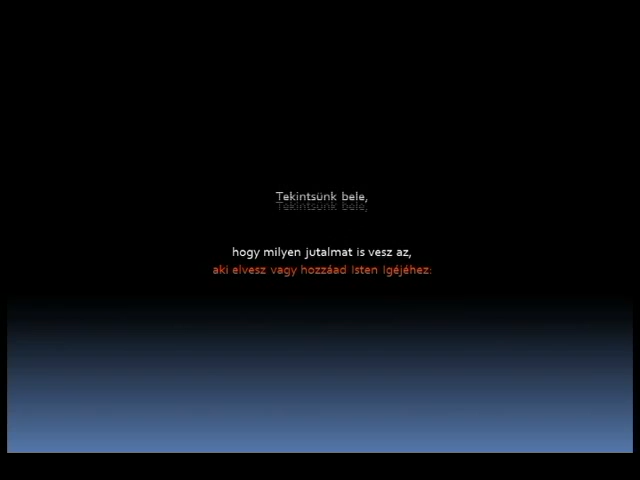 Tekintsünk bele,
hogy milyen jutalmat is vesz az,
aki elvesz vagy hozzáad Isten Igéjéhez: